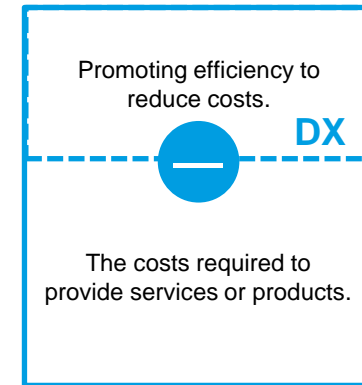 Promoting efficiency to
reduce costs.
DX
The costs required to
provide services or products.